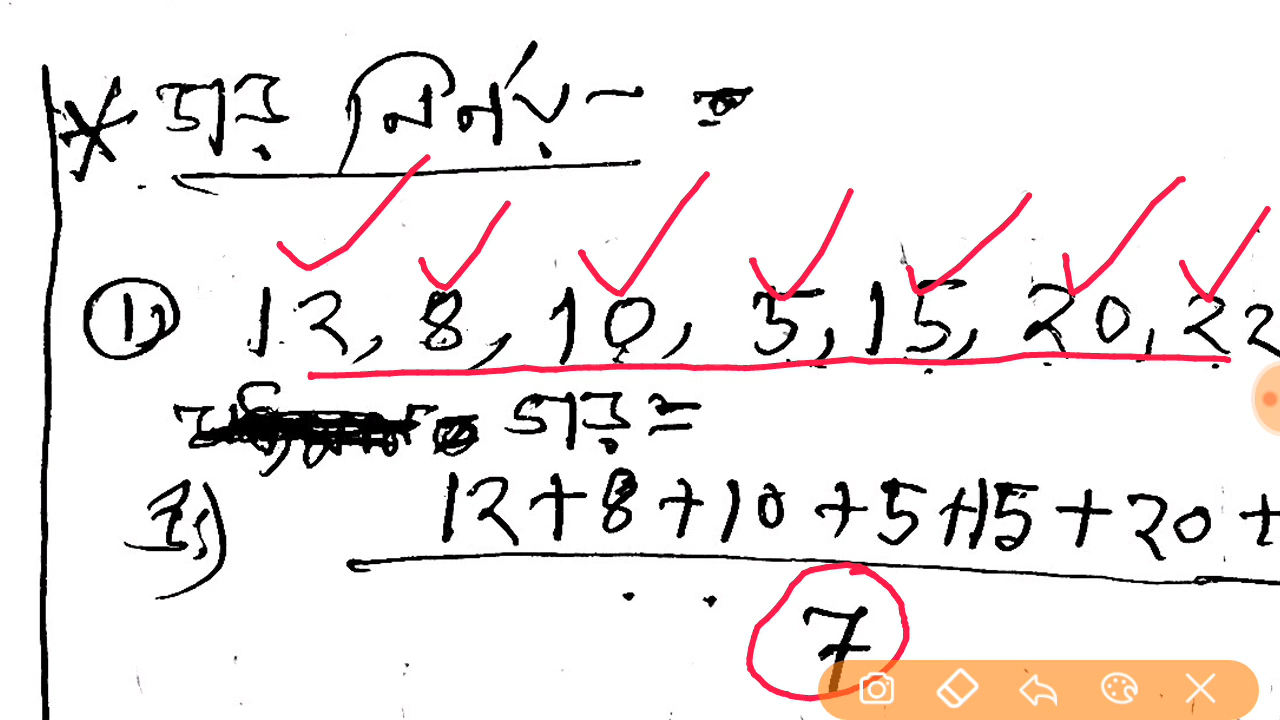 * গড় নির্ণয় -
① 12, 8, 10, 5, 15, 20, 22
গড় =
12+8+10+5+15+20+
7